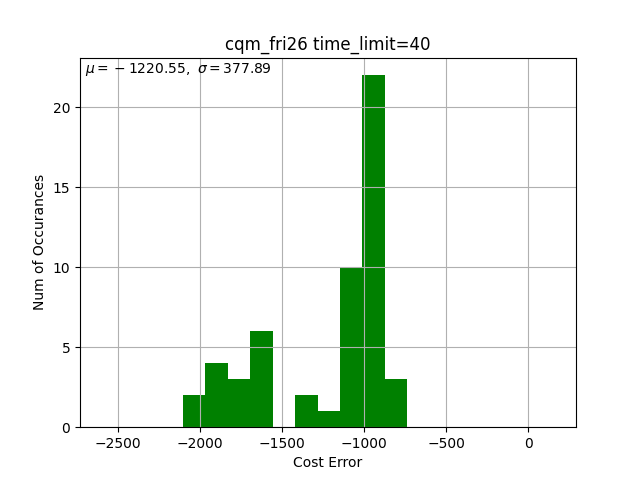 cqm_fri26 time_limit=40
μ = −1220.55, σ = 377.89
Num of Occurances
20
15
10
5
0
−2500 −2000 −1500 −1000 −500 0
Cost Error